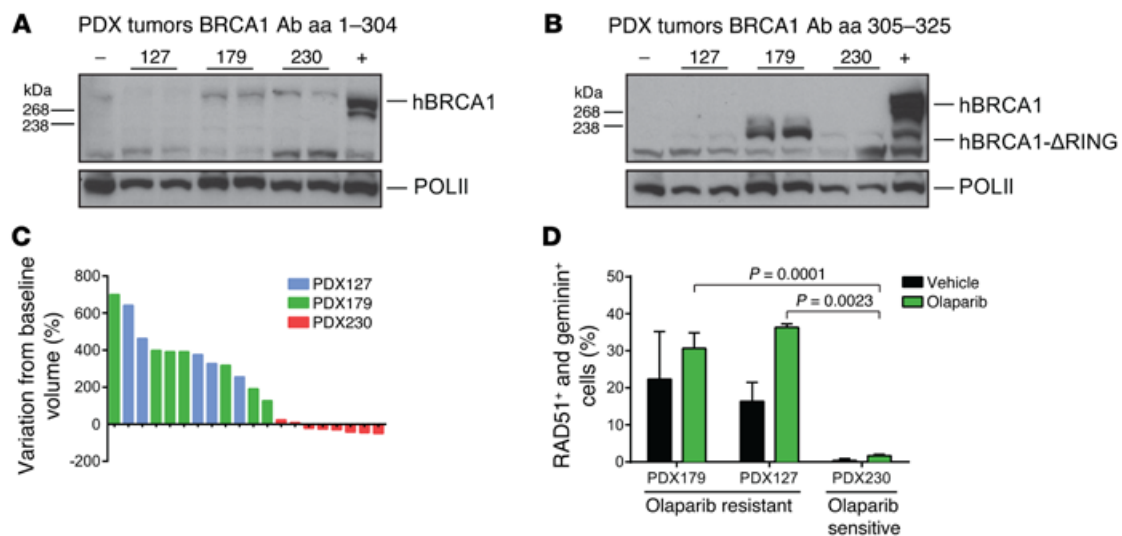 A PDX tumors BRCA1 Ab aa 1–304
– 127 179 230 +
kDa
268
238
hBRCA1
POLII
B PDX tumors BRCA1 Ab aa 305–325
– 127 179 230 +
kDa
268
238
hBRCA1
hBRCA1-ΔRING
POLII
C
Variation from baseline
volume (%)
800
600
400
200
0
-200
PDX127
PDX179
PDX230
D
RAD51⁺ and geminin⁺
cells (%)
50
40
30
20
10
0
P = 0.0001
P = 0.0023
Vehicle
Olaparib
PDX179 PDX127 PDX230
Olaparib resistant
Olaparib
sensitive